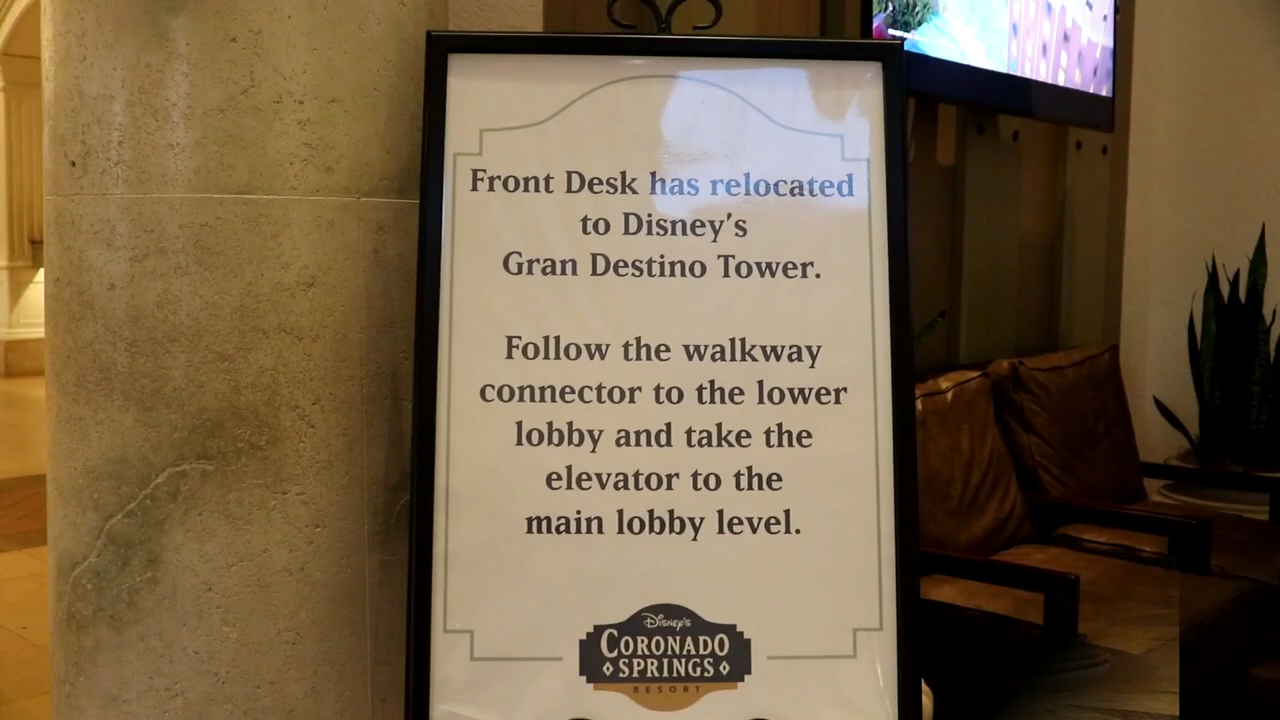 Front Desk has relocated
to Disney's
Gran Destino Tower.
Follow the walkway
connector to the lower
lobby and take the
elevator to the
main lobby level.
Disney's
CORONADO
SPRINGS
RESORT